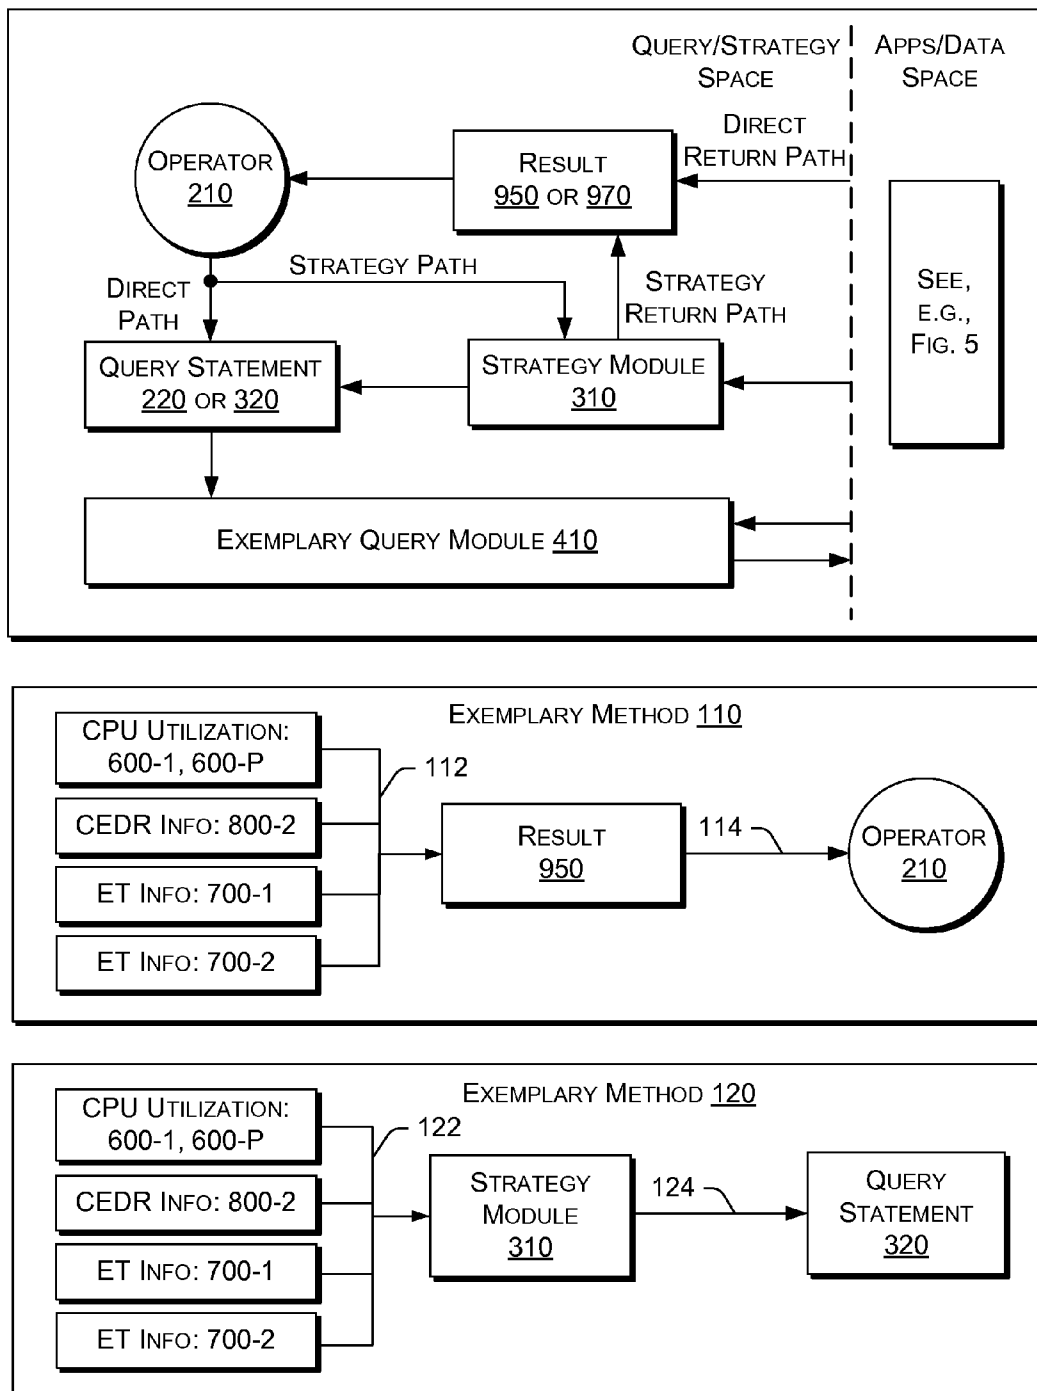 QUERY/STRATEGY
SPACE
APPS/DATA
SPACE
DIRECT
RETURN PATH
OPERATOR
210
RESULT
950 OR 970
STRATEGY PATH
DIRECT
PATH
STRATEGY
RETURN PATH
SEE,
E.G.,
FIG. 5
QUERY STATEMENT
220 OR 320
STRATEGY MODULE
310
EXEMPLARY QUERY MODULE 410
EXEMPLARY METHOD 110
CPU UTILIZATION:
600-1, 600-P
CEDR INFO: 800-2
ET INFO: 700-1
ET INFO: 700-2
112
RESULT
950
114
OPERATOR
210
EXEMPLARY METHOD 120
CPU UTILIZATION:
600-1, 600-P
CEDR INFO: 800-2
ET INFO: 700-1
ET INFO: 700-2
122
STRATEGY
MODULE
310
124
QUERY
STATEMENT
320